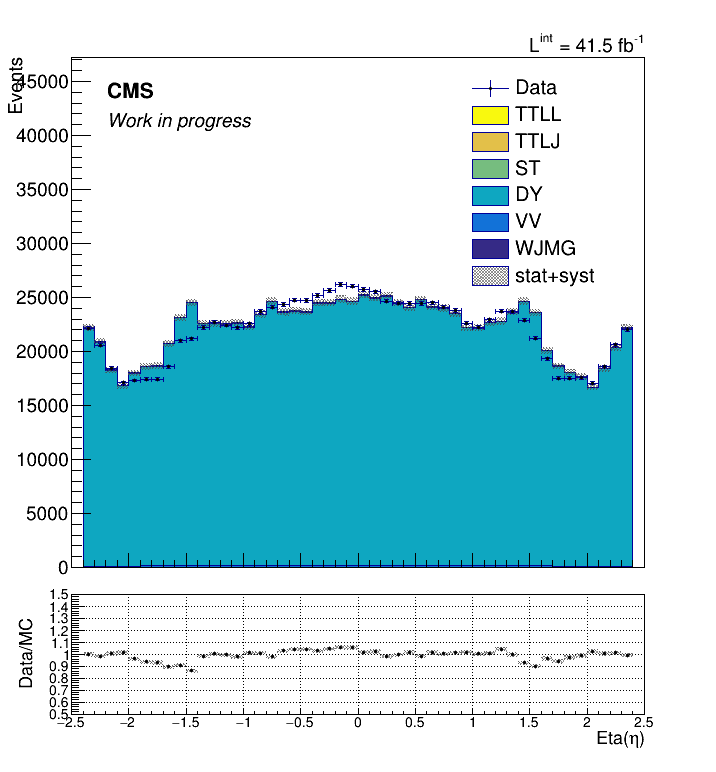 L^int = 41.5 fb^-1
Events
CMS
Work in progress
Data
TTLL
TTLJ
ST
DY
VV
WJMG
stat+syst
45000
40000
35000
30000
25000
20000
15000
10000
5000
0
Data/MC
1.5
1.4
1.3
1.2
1.1
1
0.9
0.8
0.7
0.6
0.5
−2.5 −2 −1.5 −1 −0.5 0 0.5 1 1.5 2 2.5
Eta(η)